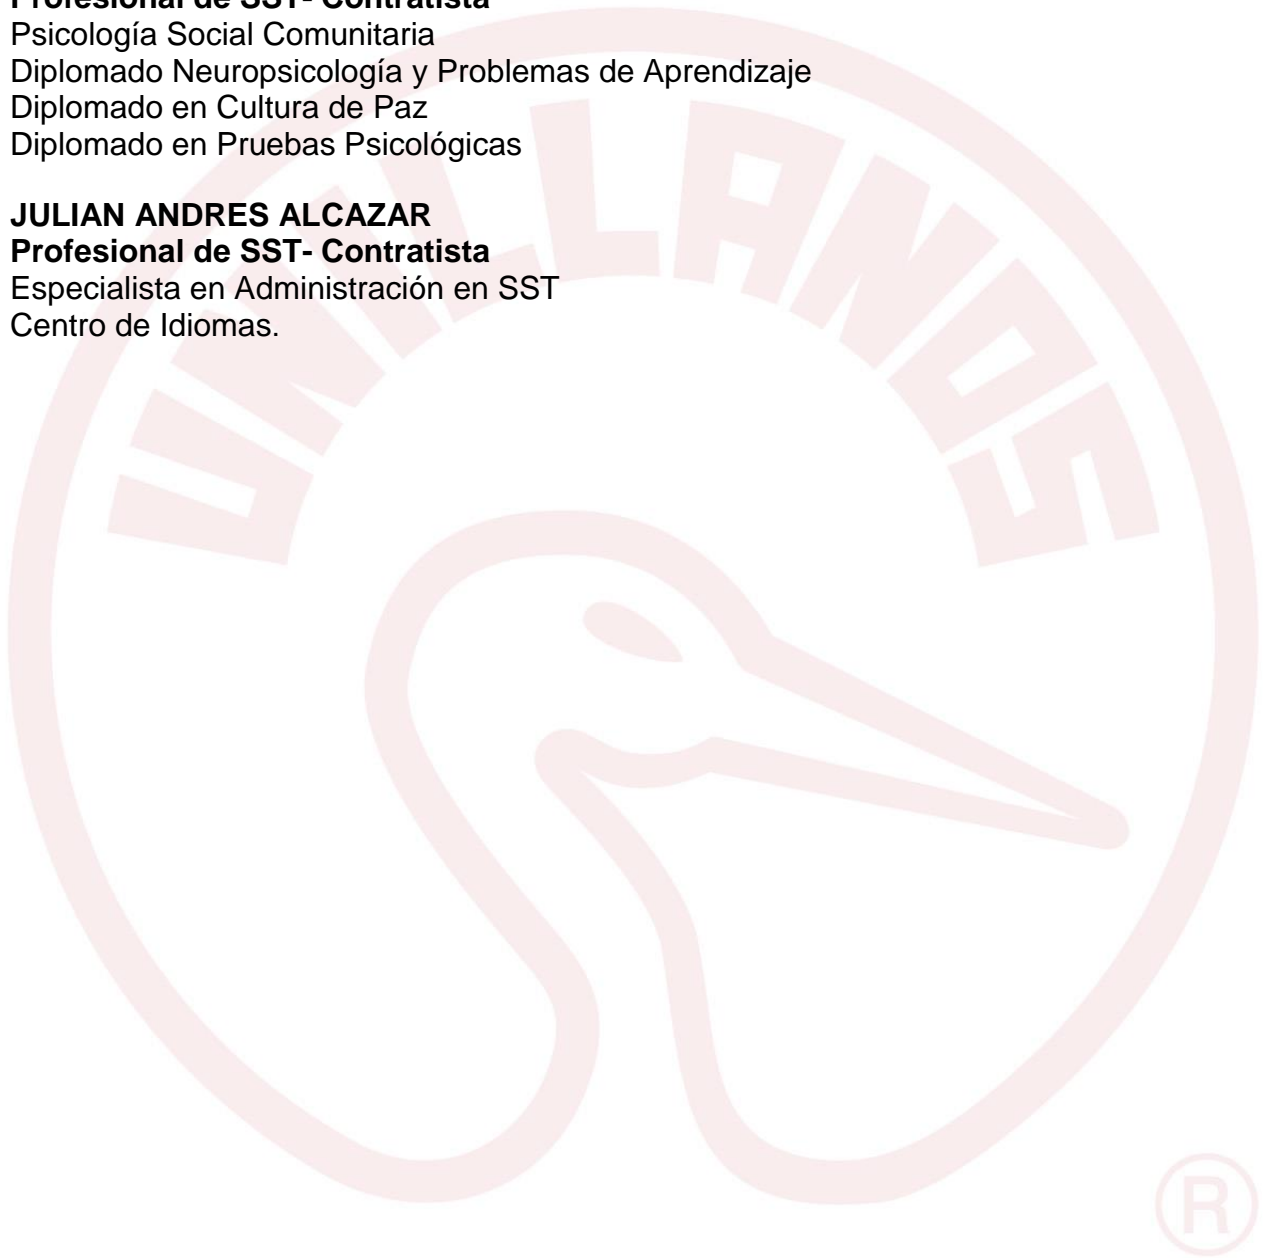 Profesional de SST- Contratista
Psicología Social Comunitaria
Diplomado Neuropsicología y Problemas de Aprendizaje
Diplomado en Cultura de Paz
Diplomado en Pruebas Psicológicas
JULIAN ANDRES ALCAZAR
Profesional de SST- Contratista
Especialista en Administración en SST
Centro de Idiomas.
UNILLANOS
®